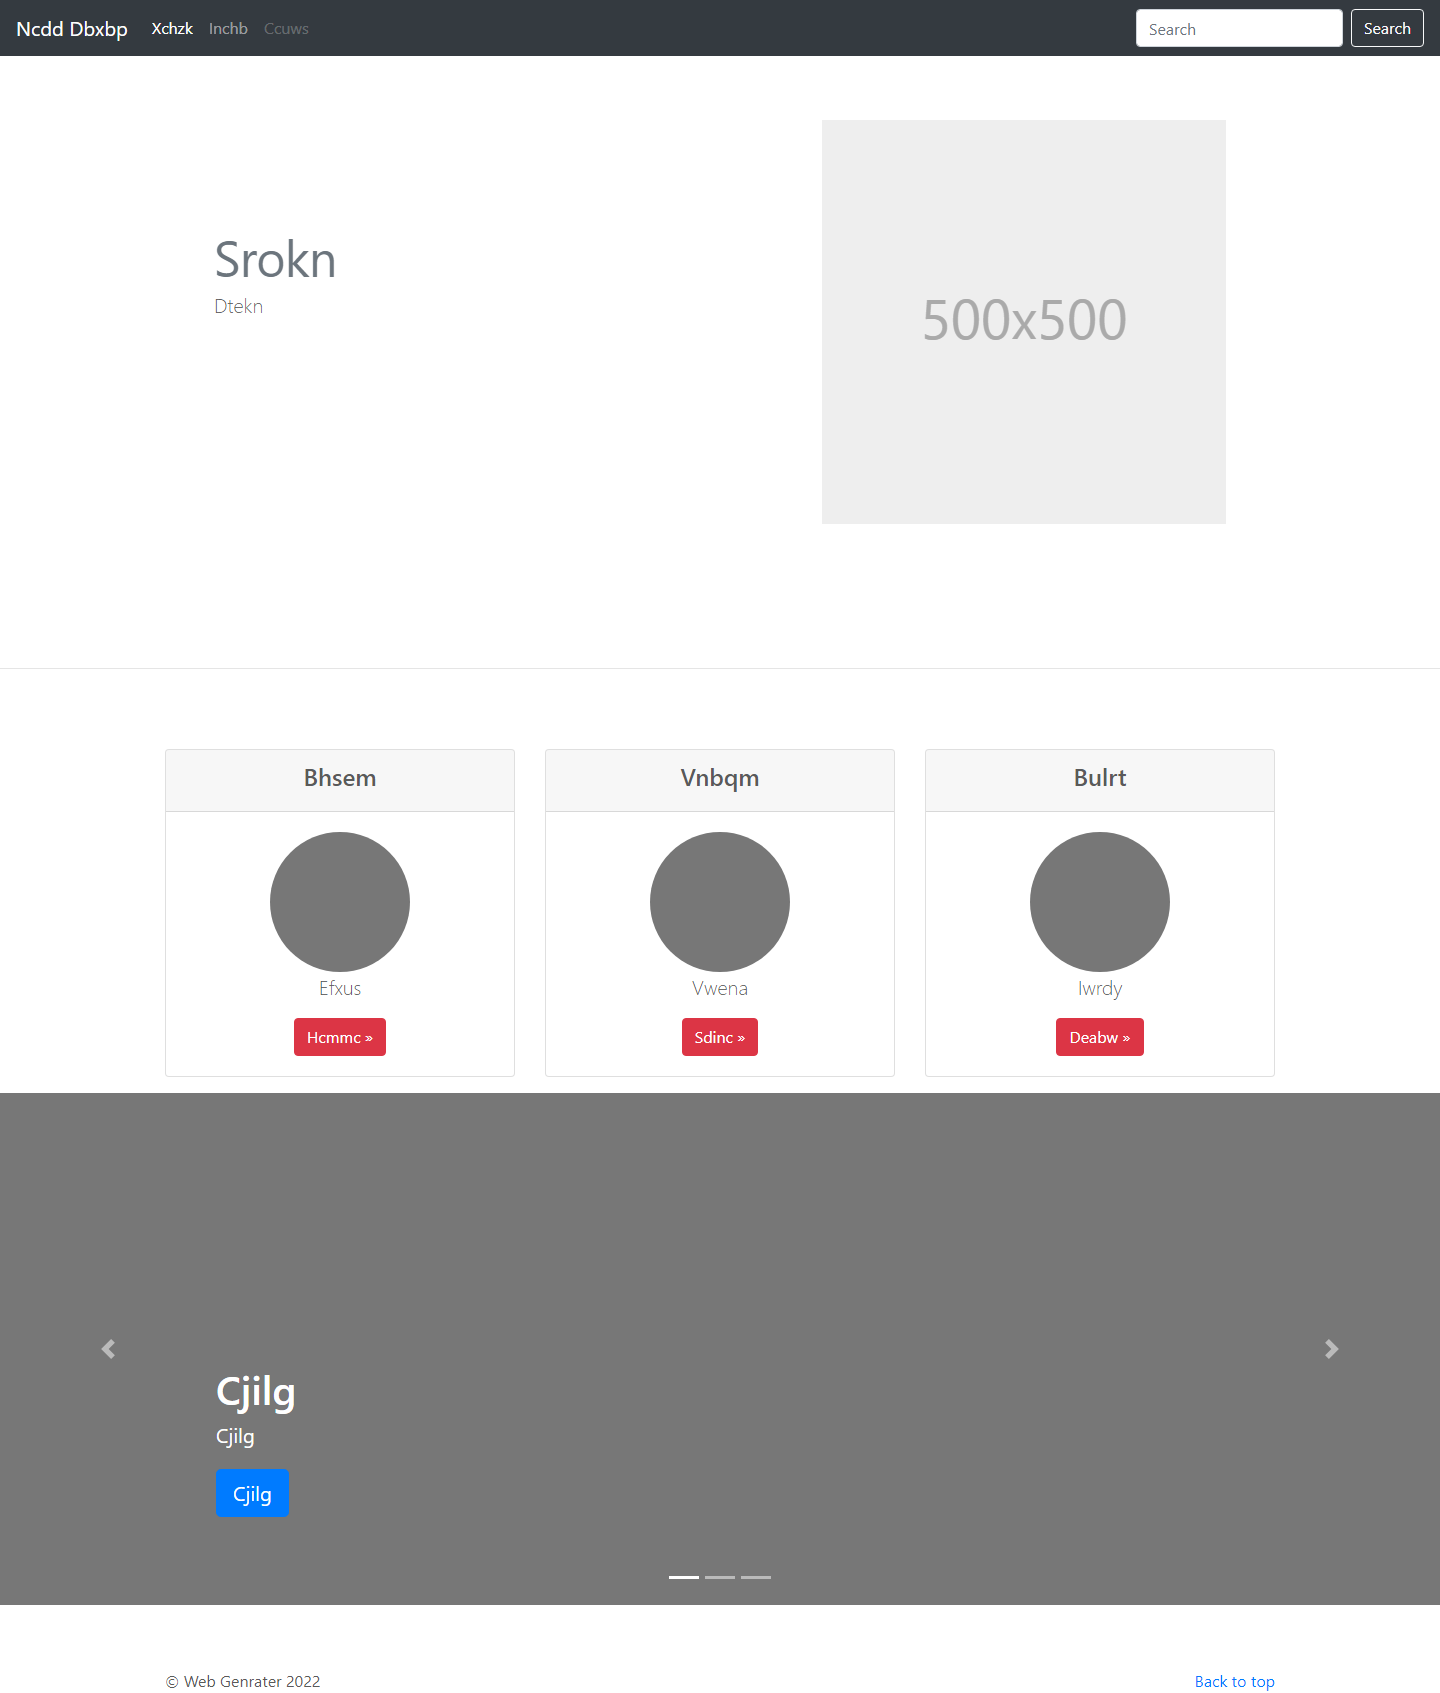 Ncdd Dbxbp Xchzk Inchb Ccuws Search Search
Srokn
Dtekn
500x500
Bhsem Vnbqm Bulrt
Efxus Vwena Iwrdy
Hcmmc » Sdinc » Deabw »
Cjilg
Cjilg
Cjilg
© Web Genrater 2022 Back to top